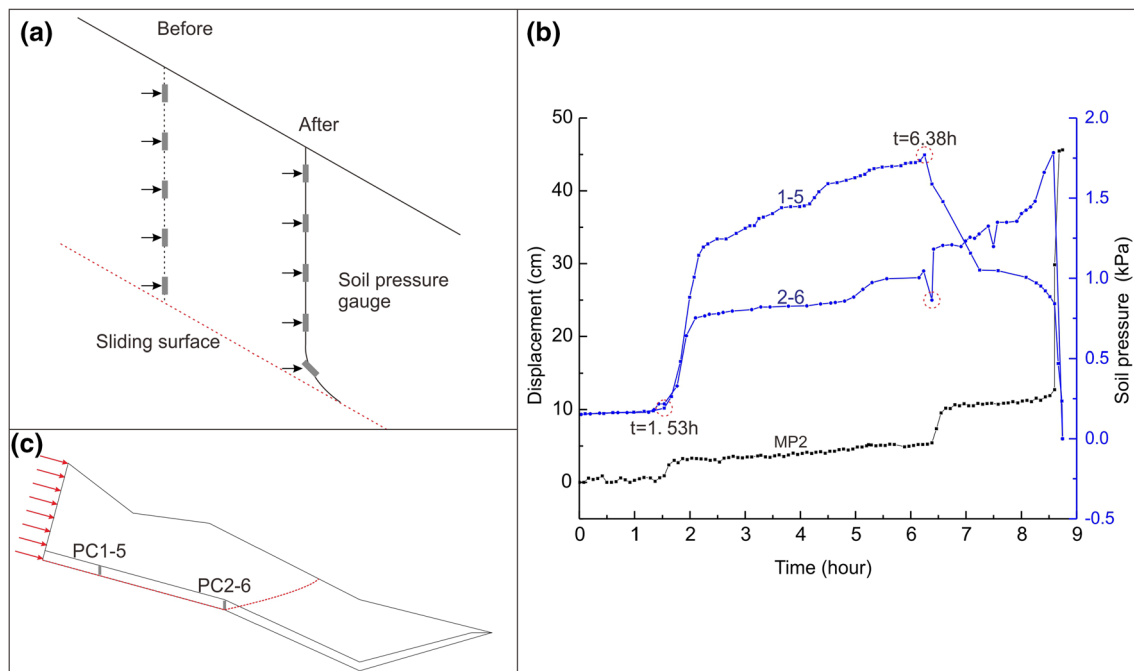 (a)
Before
After
Soil pressure
gauge
Sliding surface
(b)
50
40
30
20
10
0
Displacement (cm)
2.0
1.5
1.0
0.5
0.0
-0.5
Soil pressure (kPa)
t=6.38h
1-5
2-6
t=1. 53h
MP2
0 1 2 3 4 5 6 7 8 9
Time (hour)
(c)
PC1-5
PC2-6